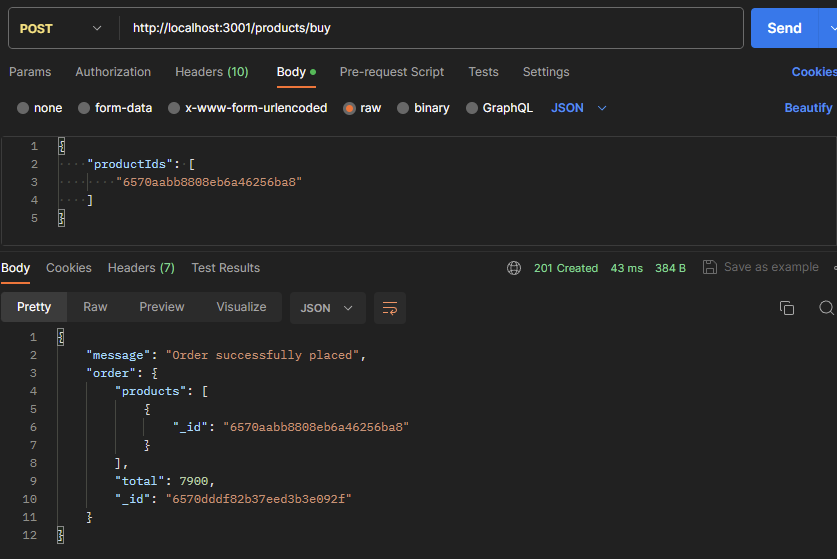 POST http://localhost:3001/products/buy Send
Params Authorization Headers (10) Body Pre-request Script Tests Settings Cookies
none form-data x-www-form-urlencoded raw binary GraphQL JSON Beautify
1 {
2 "productIds": [
3 "6570aabb8808eb6a46256ba8"
4 ]
5 }
Body Cookies Headers (7) Test Results 201 Created 43 ms 384 B Save as example
Pretty Raw Preview Visualize JSON
1 {
2 "message": "Order successfully placed",
3 "order": {
4 "products": [
5 {
6 "_id": "6570aabb8808eb6a46256ba8"
7 }
8 ],
9 "total": 7900,
10 "_id": "6570dddf82b37eed3b3e092f"
11 }
12 }